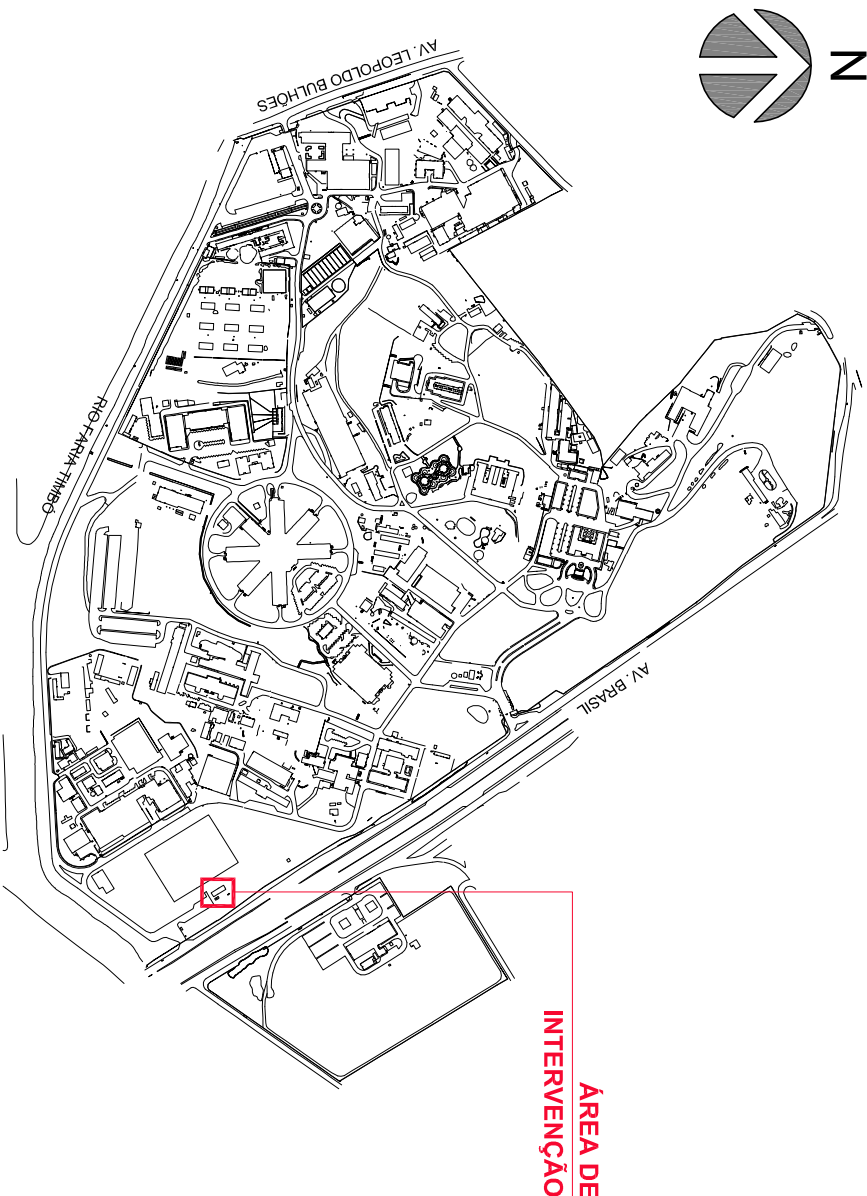 N
AV. LEOPOLDO BULHÕES
RIO FARIA TIMBÓ
AV. BRASIL
ÁREA DE
INTERVENÇÃO